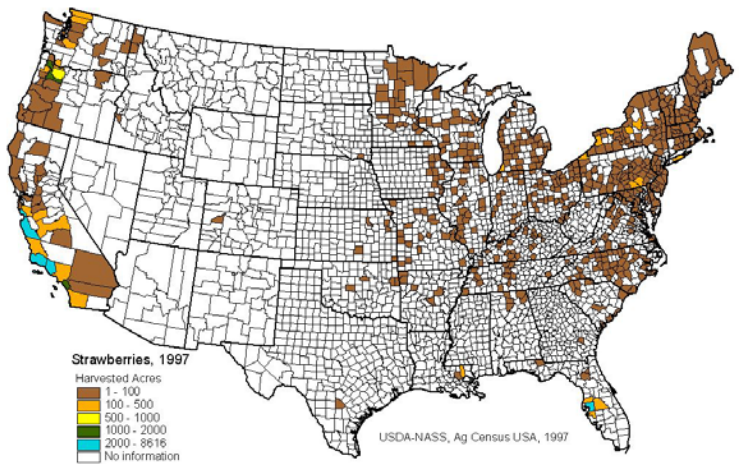 Strawberries, 1997
Harvested Acres
1 - 100
100 - 500
500 - 1000
1000 - 2000
2000 - 8616
No information
USDA-NASS, Ag Census USA, 1997